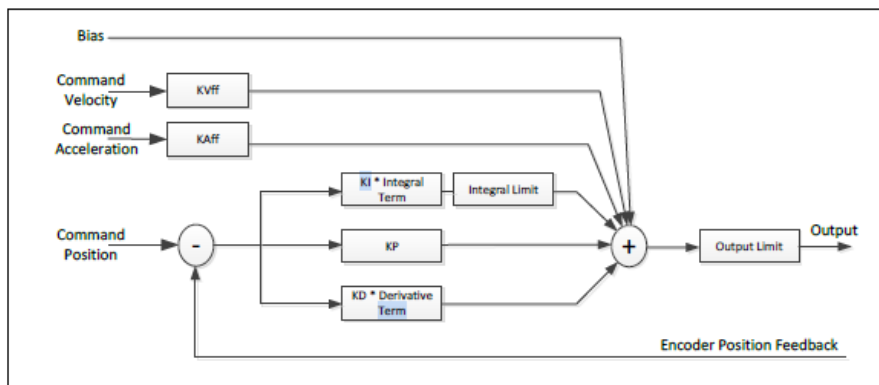 Bias
Command
Velocity
KVff
Command
Acceleration
KAff
KI * Integral
Term
Integral Limit
Command
Position
-
KP
+
Output Limit
Output
KD * Derivative
Term
Encoder Position Feedback